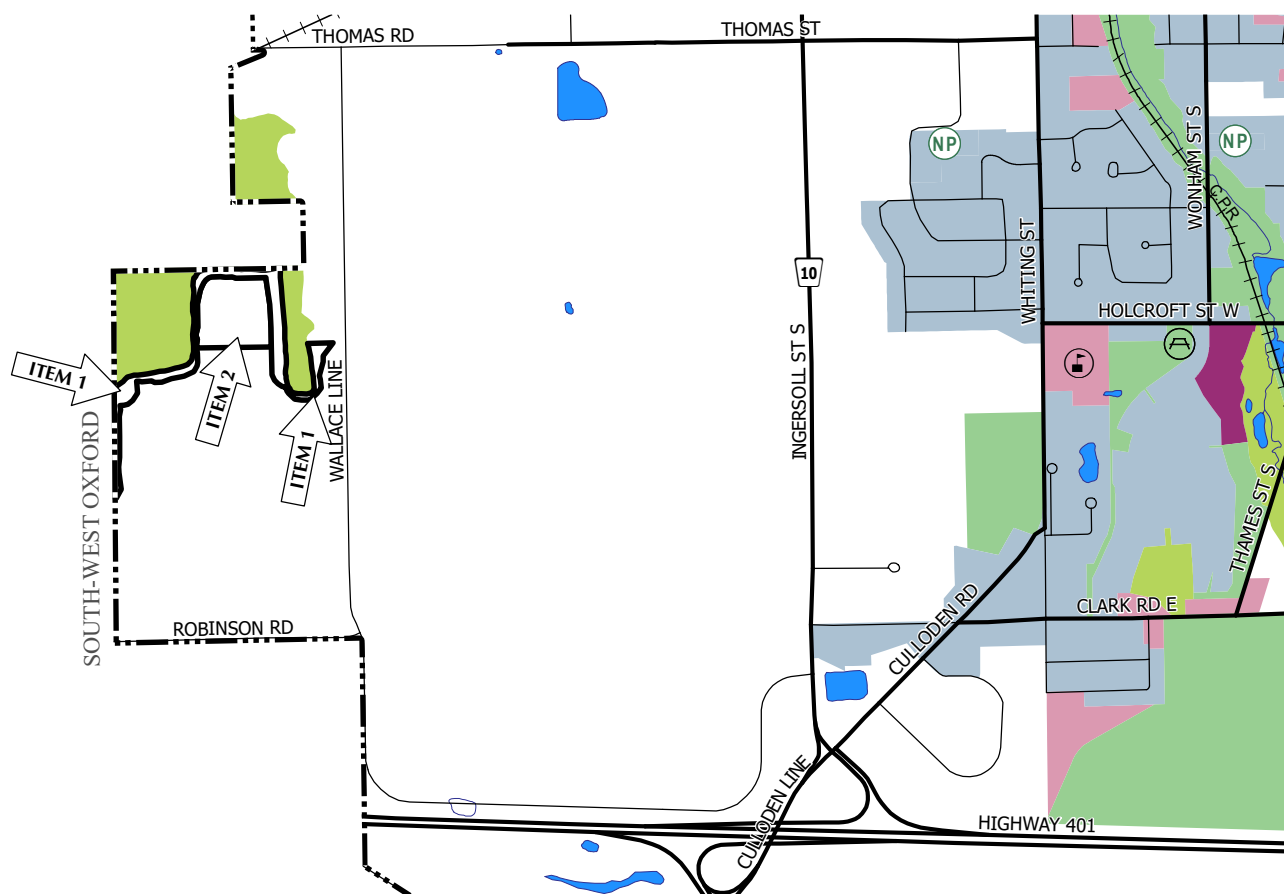 THOMAS RD
THOMAS ST
NP
NP
WONHAM ST S
C.P.R
WHITING ST
10
HOLCROFT ST W
INGERSOLL ST S
ITEM 1
ITEM 2
ITEM 1
WALLACE LINE
SOUTH-WEST OXFORD
THAMES ST S
CLARK RD E
ROBINSON RD
CULLODEN RD
CULLODEN LINE
HIGHWAY 401